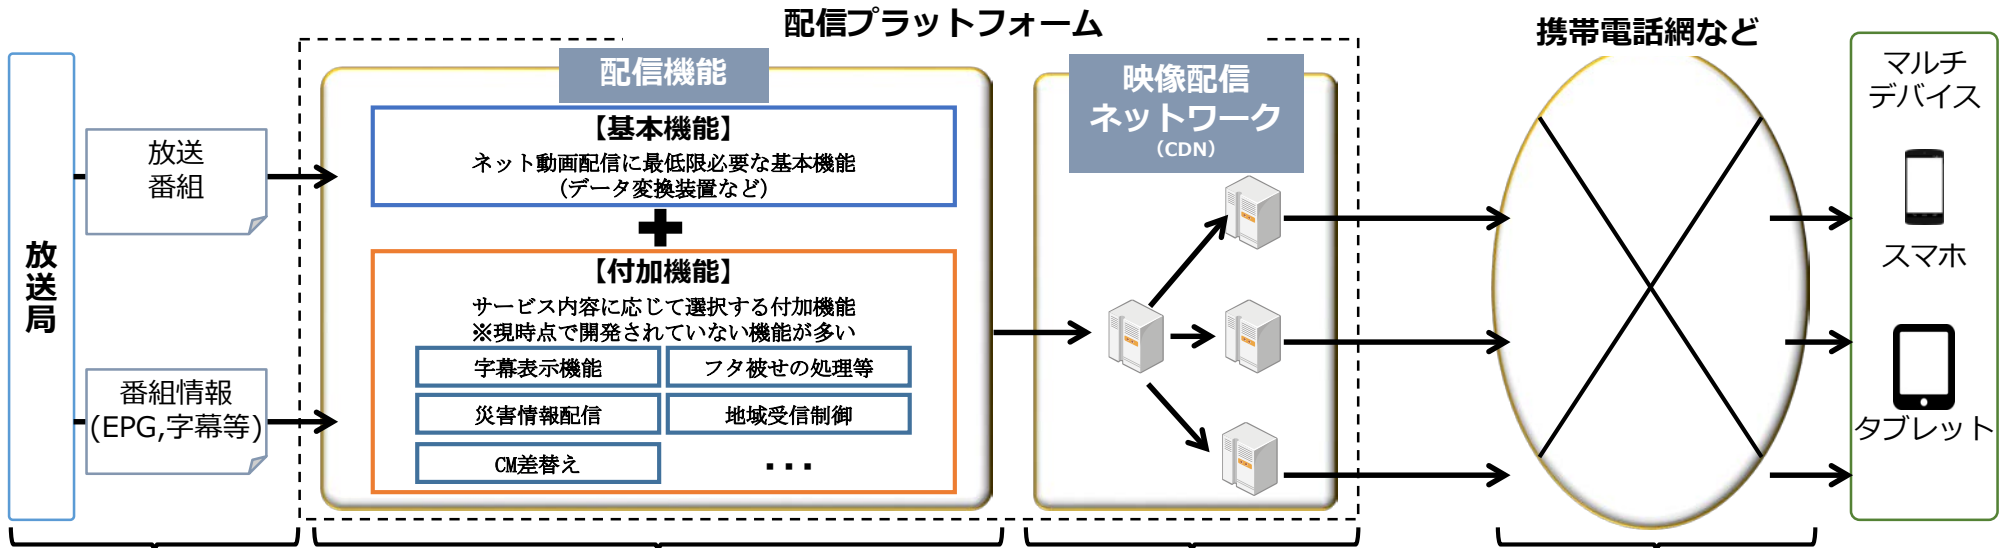 配信プラットフォーム
携帯電話網など
放送局
放送
番組
番組情報
(EPG,字幕等)
配信機能
【基本機能】
ネット動画配信に最低限必要な基本機能
(データ変換装置など)
【付加機能】
サービス内容に応じて選択する付加機能
※現時点で開発されていない機能が多い
字幕表示機能
フタ被せの処理等
災害情報配信
地域受信制御
CM差替え
・・・
映像配信
ネットワーク
（CDN）
マルチ
デバイス
スマホ
タブレット